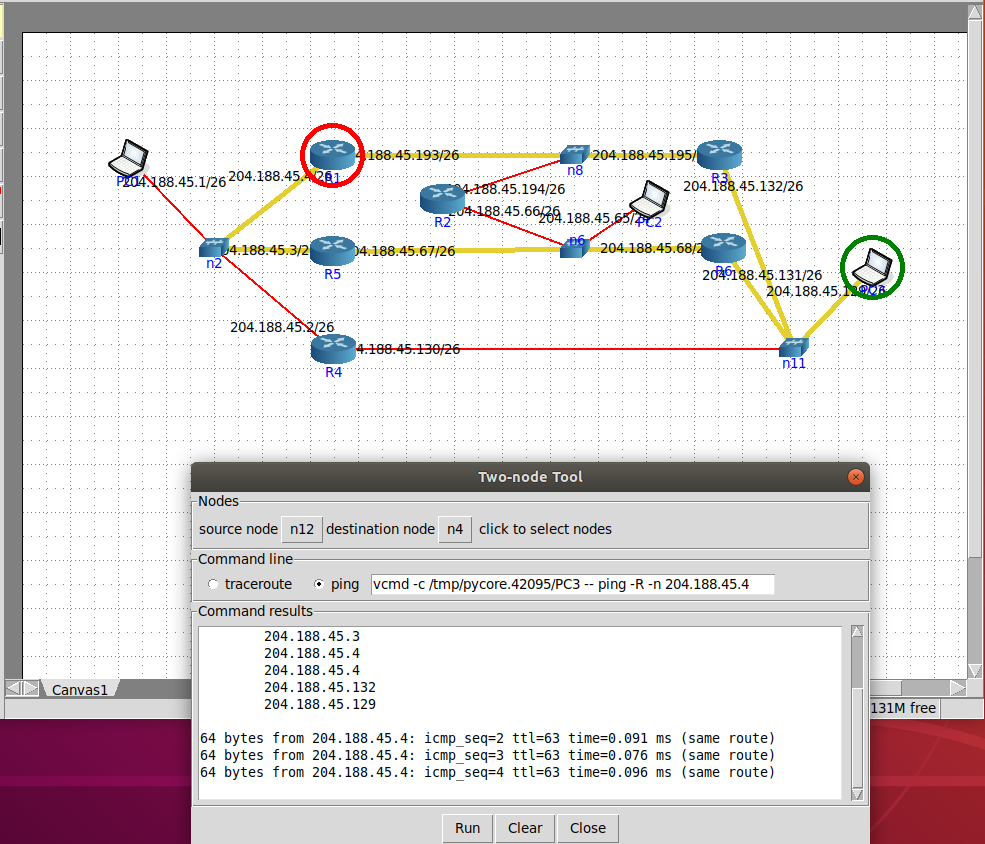 204.188.45.193/26
204.188.45.195/
n8
R3
204.188.45.4/26
R1
204.188.45.1/26
204.188.45.132/26
204.188.45.194/26
204.188.45.66/26
204.188.45.65/2
R2
PC2
n6
n2
04.188.45.3/2
R5
04.188.45.67/26
204.188.45.68/2
R6
204.188.45.131/26
204.188.45.129/26
204.188.45.2/26
R4
4.188.45.130/26
n11
Two-node Tool
Nodes
source node n12 destination node n4 click to select nodes
Command line
traceroute ping vcmd -c /tmp/pycore.42095/PC3 -- ping -R -n 204.188.45.4
Command results
204.188.45.3
204.188.45.4
204.188.45.4
204.188.45.132
204.188.45.129
64 bytes from 204.188.45.4: icmp_seq=2 ttl=63 time=0.091 ms (same route)
64 bytes from 204.188.45.4: icmp_seq=3 ttl=63 time=0.076 ms (same route)
64 bytes from 204.188.45.4: icmp_seq=4 ttl=63 time=0.096 ms (same route)
Canvas1
131M free
Run Clear Close